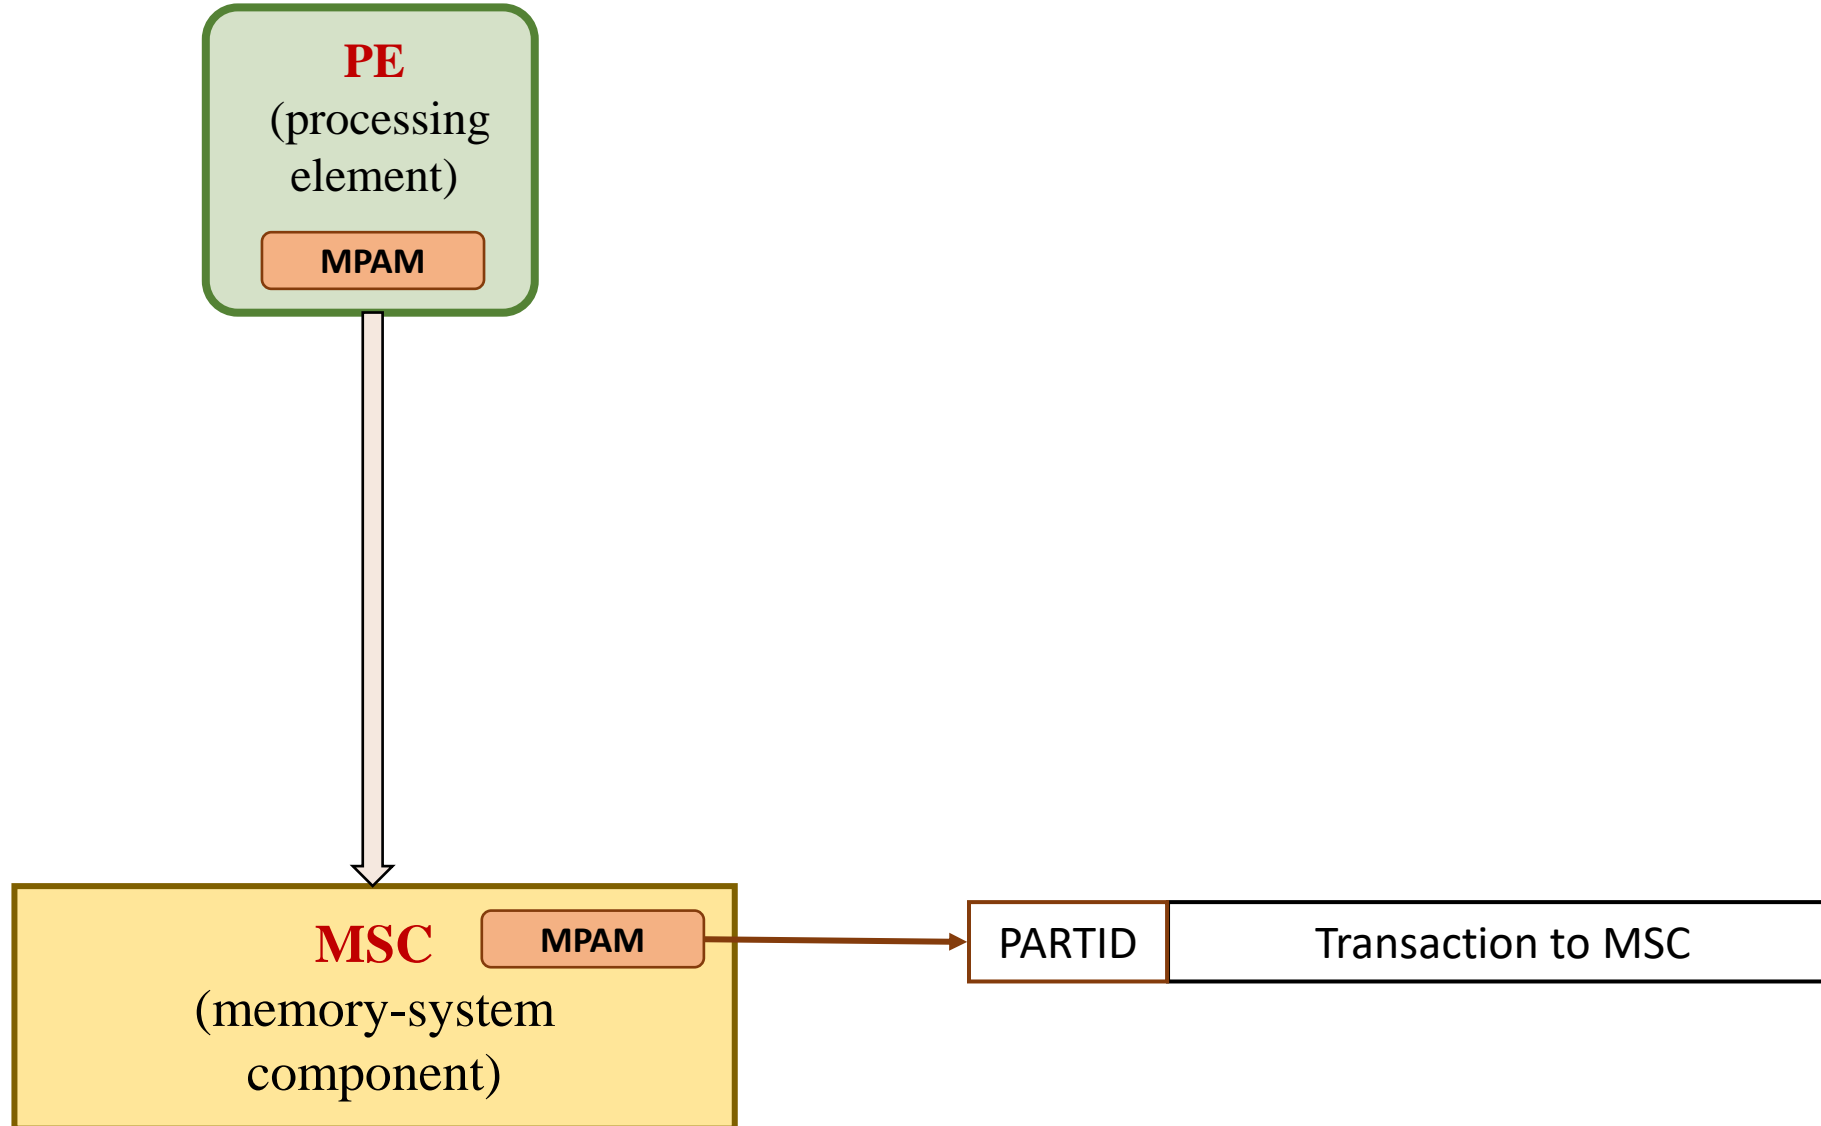 PE
(processing
element)
MPAM
MSC
MPAM
(memory-system
component)
PARTID
Transaction to MSC